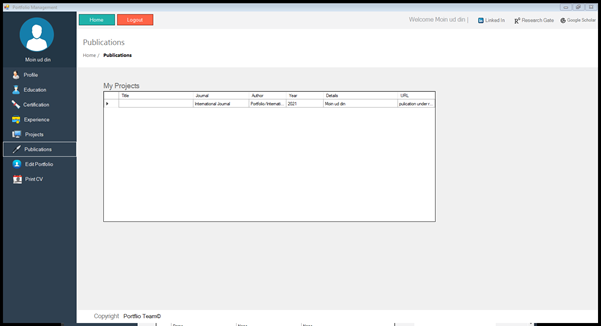 Portfolio Management
Home
Logout
Welcome Moin ud din |
Linked In
Research Gate
Google Scholar
Moin ud din
Profile
Education
Certification
Experience
Projects
Publications
Edit Portfolio
Print CV
Publications
Home / Publications
My Projects
Title Journal Author Year Details URL
International Journal Portfolio/Internati... 2021 Moin ud din pulication under r...
Copyright Portflio Team©